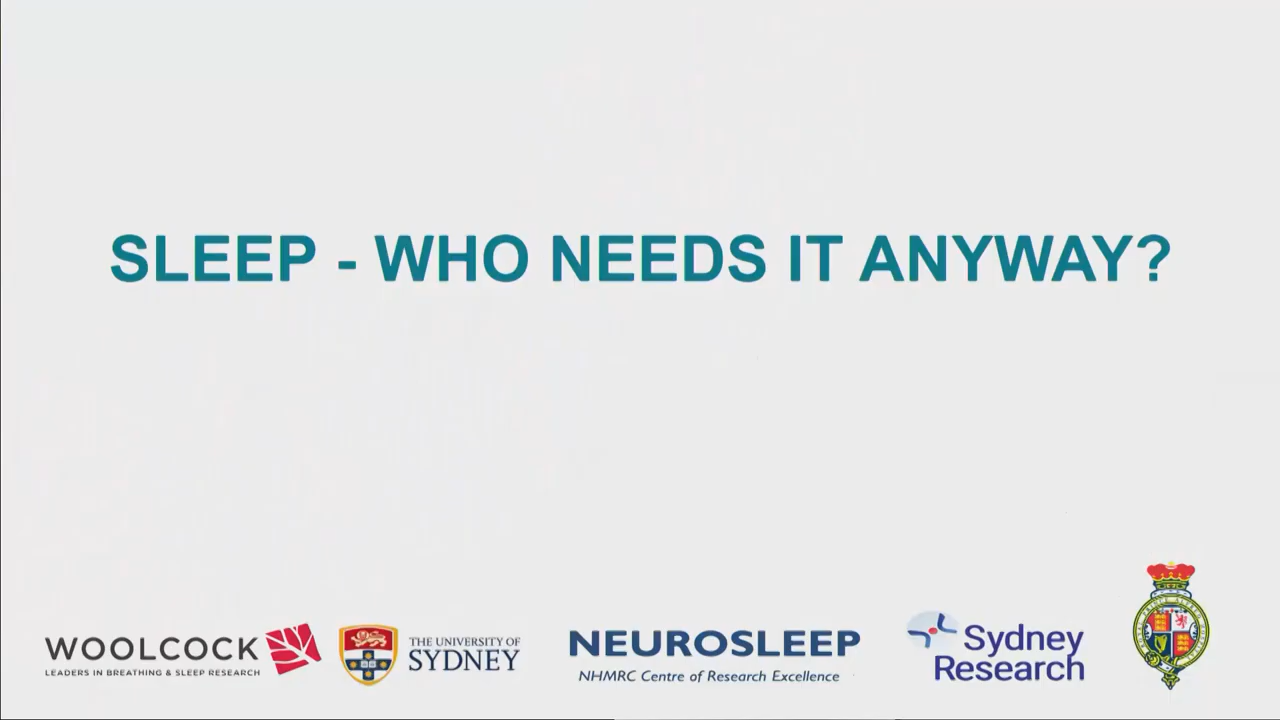 SLEEP - WHO NEEDS IT ANYWAY?
WOOLCOCK
LEADERS IN BREATHING & SLEEP RESEARCH
THE UNIVERSITY OF
SYDNEY
NEUROSLEEP
NHMRC Centre of Research Excellence
Sydney
Research